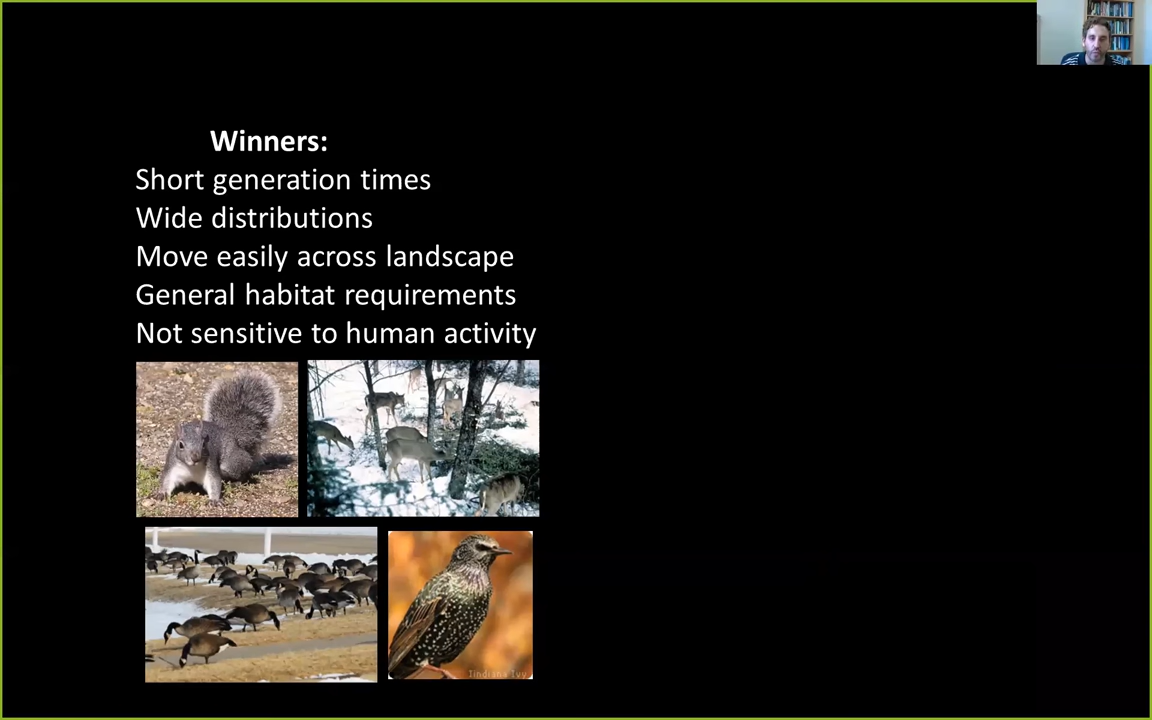 Winners:
Short generation times
Wide distributions
Move easily across landscape
General habitat requirements
Not sensitive to human activity